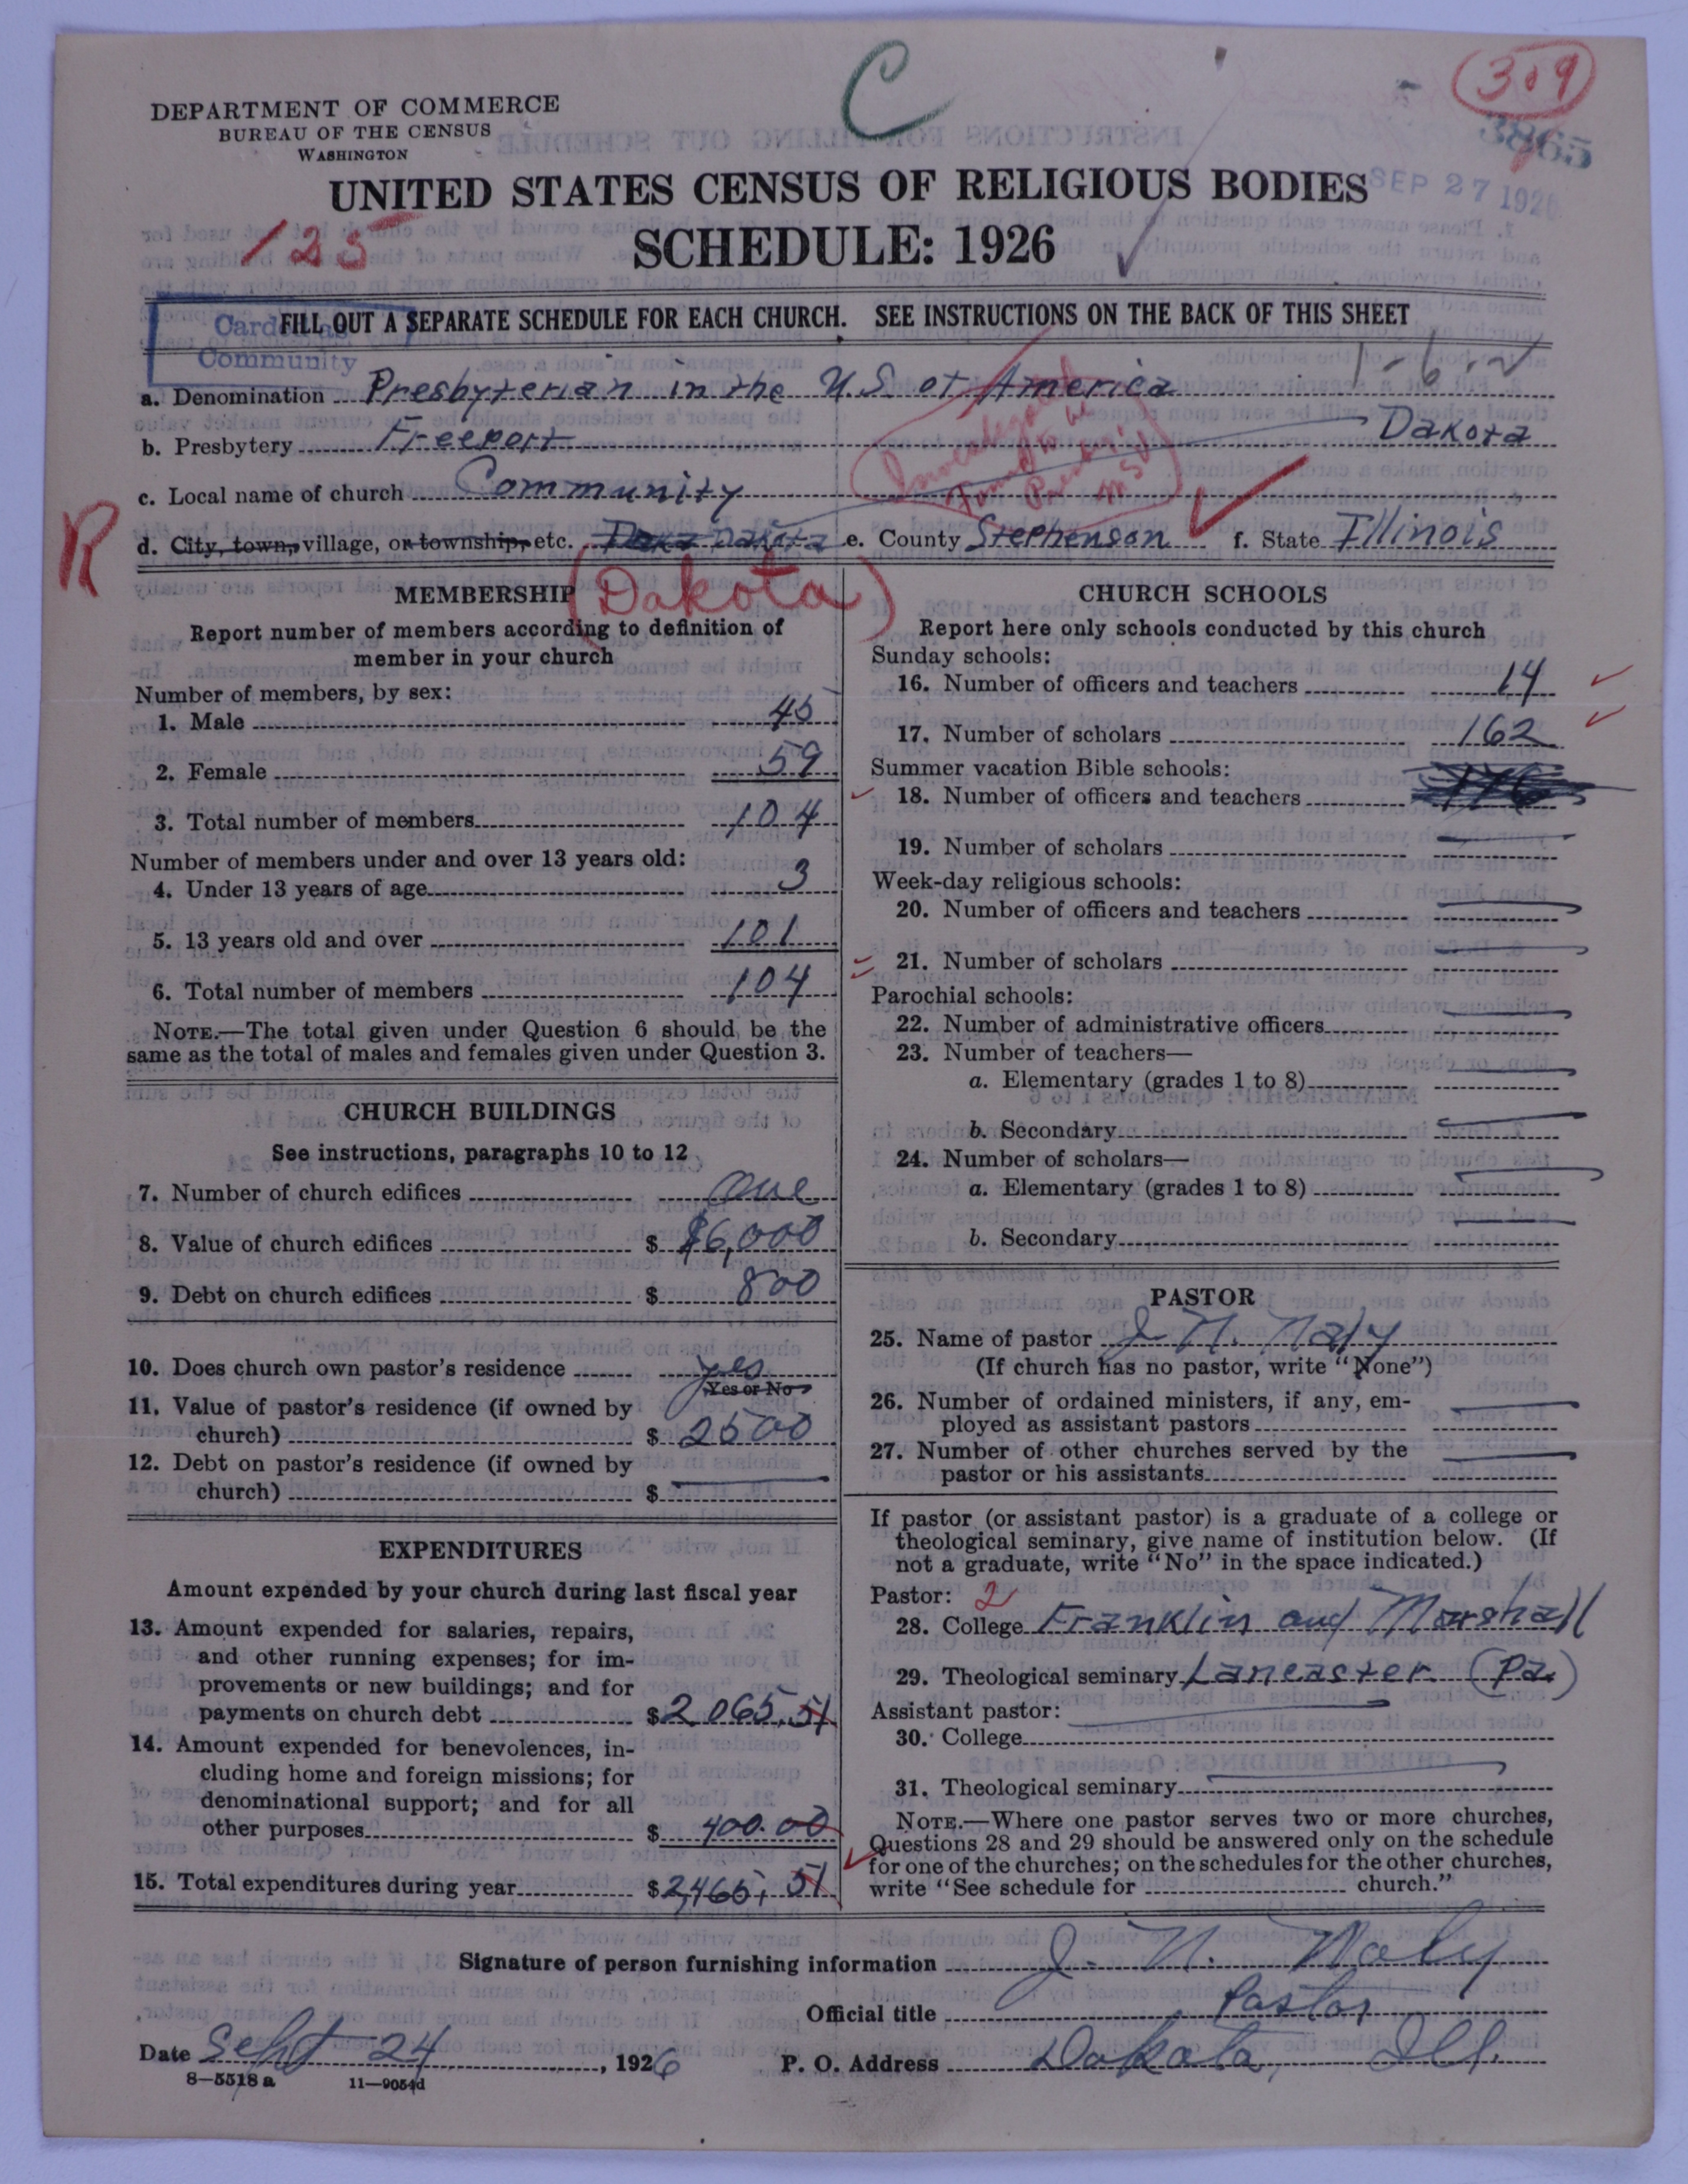 C
309
3865
DEPARTMENT OF COMMERCE
BUREAU OF THE CENSUS
WASHINGTON
SEP 27 1926
UNITED STATES CENSUS OF RELIGIOUS BODIES
125
SCHEDULE: 1926
FILL OUT A SEPARATE SCHEDULE FOR EACH CHURCH. SEE INSTRUCTIONS ON THE BACK OF THIS SHEET
Community
1-6-2
a. Denomination Presbyterian in the U.S. of America
b. Presbytery Freeport Dakota
c. Local name of church Community
R
d. City, town, village, or township, etc. Dakota e. County Stephenson f. State Illinois
(Dakota)
MEMBERSHIP
Report number of members according to definition of
member in your church
Number of members, by sex:
1. Male 45
2. Female 59
3. Total number of members 104
Number of members under and over 13 years old:
4. Under 13 years of age 3
5. 13 years old and over 101
6. Total number of members 104
NOTE.—The total given under Question 6 should be the
same as the total of males and females given under Question 3.
CHURCH BUILDINGS
See instructions, paragraphs 10 to 12
7. Number of church edifices One
8. Value of church edifices $ $6,000
9. Debt on church edifices $ 800
10. Does church own pastor's residence yes
Yes or No
11. Value of pastor's residence (if owned by
church) $ 2500
12. Debt on pastor's residence (if owned by
church) $
EXPENDITURES
Amount expended by your church during last fiscal year
13. Amount expended for salaries, repairs,
and other running expenses; for im-
provements or new buildings; and for
payments on church debt $ 2065.51
14. Amount expended for benevolences, in-
cluding home and foreign missions; for
denominational support; and for all
other purposes $ 400.00
15. Total expenditures during year $ 2,465.51
CHURCH SCHOOLS
Report here only schools conducted by this church
Sunday schools:
16. Number of officers and teachers 14
17. Number of scholars 162
Summer vacation Bible schools:
18. Number of officers and teachers 176
19. Number of scholars
Week-day religious schools:
20. Number of officers and teachers
21. Number of scholars
Parochial schools:
22. Number of administrative officers
23. Number of teachers—
a. Elementary (grades 1 to 8)
b. Secondary
24. Number of scholars—
a. Elementary (grades 1 to 8)
b. Secondary
PASTOR
25. Name of pastor J. N. Naly
(If church has no pastor, write "None")
26. Number of ordained ministers, if any, em-
ployed as assistant pastors
27. Number of other churches served by the
pastor or his assistants
If pastor (or assistant pastor) is a graduate of a college or
theological seminary, give name of institution below. (If
not a graduate, write "No" in the space indicated.)
Pastor: 2
28. College Franklin and Marshall
29. Theological seminary Lancaster (Pa.)
Assistant pastor:
30. College
31. Theological seminary
NOTE.—Where one pastor serves two or more churches,
Questions 28 and 29 should be answered only on the schedule
for one of the churches; on the schedules for the other churches,
write "See schedule for church."
Signature of person furnishing information J. N. Naly
Official title Pastor
Date Sept 24, 1926 P. O. Address Dakota, Ill.
8—5518 a 11—9054d